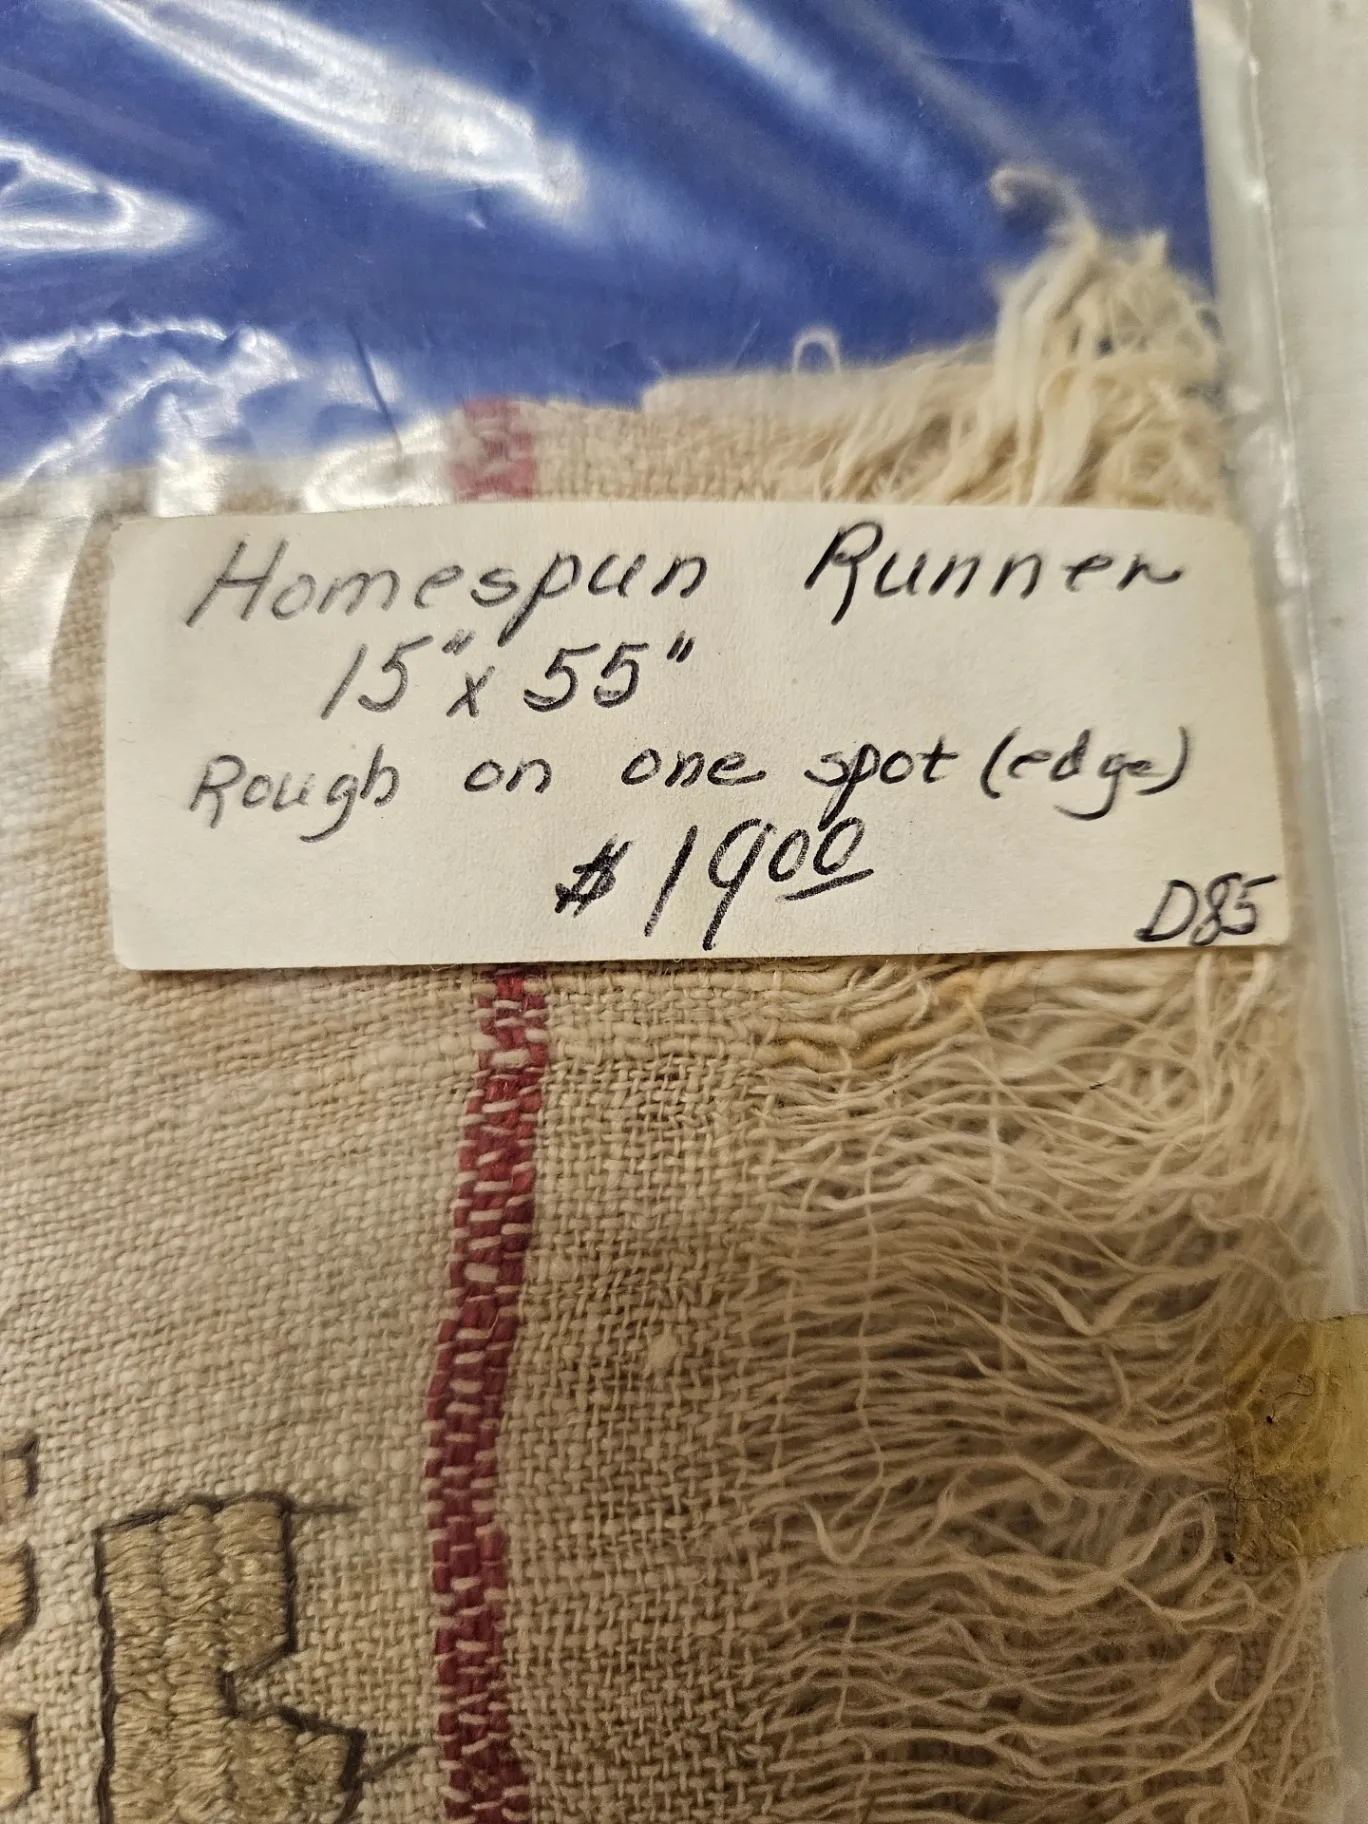 Homespun Runner
15" x 55"
Rough on one spot (edge)
$19.00
D85